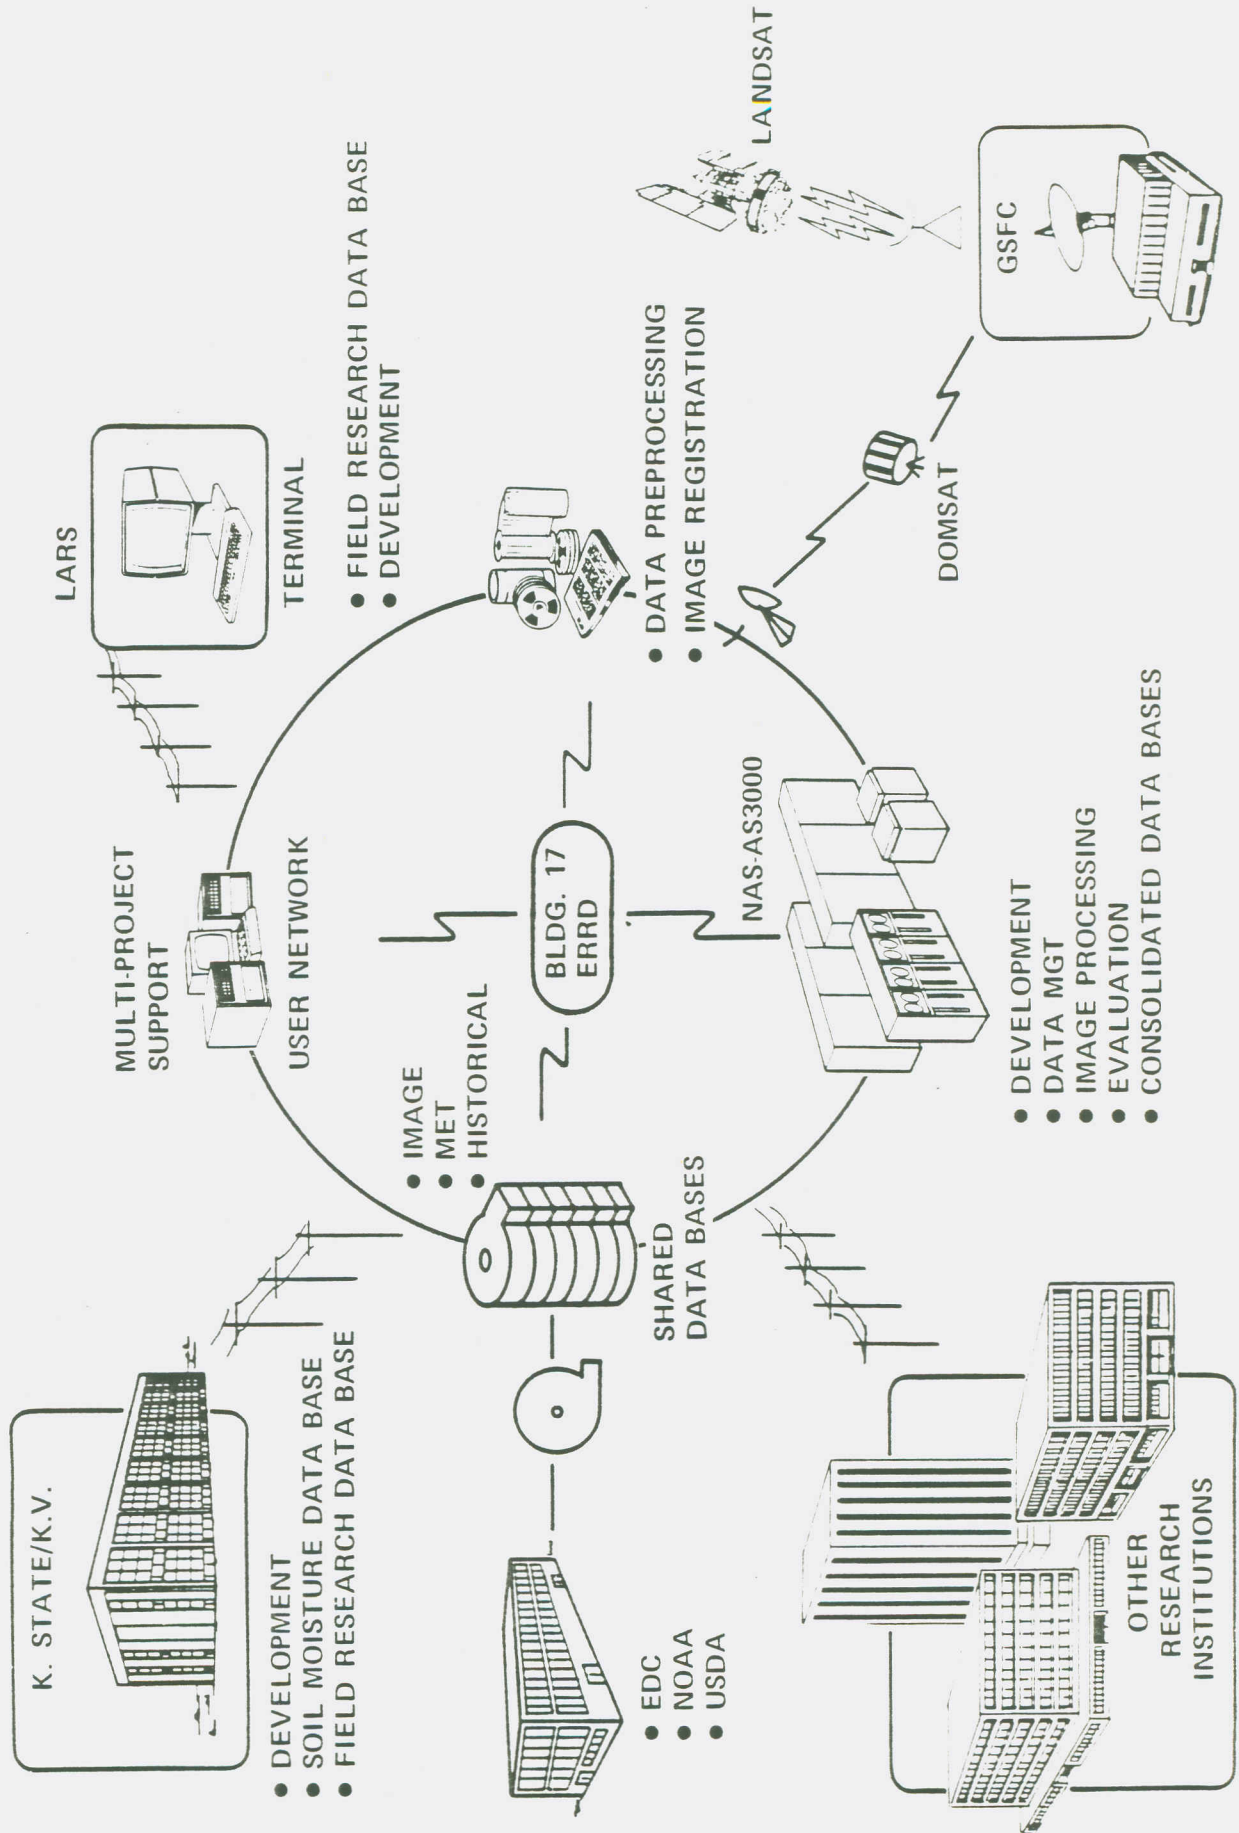 K. STATE/K.V.
• DEVELOPMENT
• SOIL MOISTURE DATA BASE
• FIELD RESEARCH DATA BASE
MULTI-PROJECT
SUPPORT
USER NETWORK
LARS
TERMINAL
• FIELD RESEARCH DATA BASE
• DEVELOPMENT
• EDC
• NOAA
• USDA
• IMAGE
• MET
• HISTORICAL
SHARED
DATA BASES
BLDG. 17
ERRD
• DATA PREPROCESSING
• IMAGE REGISTRATION
LANDSAT
GSFC
DOMSAT
NAS-AS3000
• DEVELOPMENT
• DATA MGT
• IMAGE PROCESSING
• EVALUATION
• CONSOLIDATED DATA BASES
OTHER
RESEARCH
INSTITUTIONS